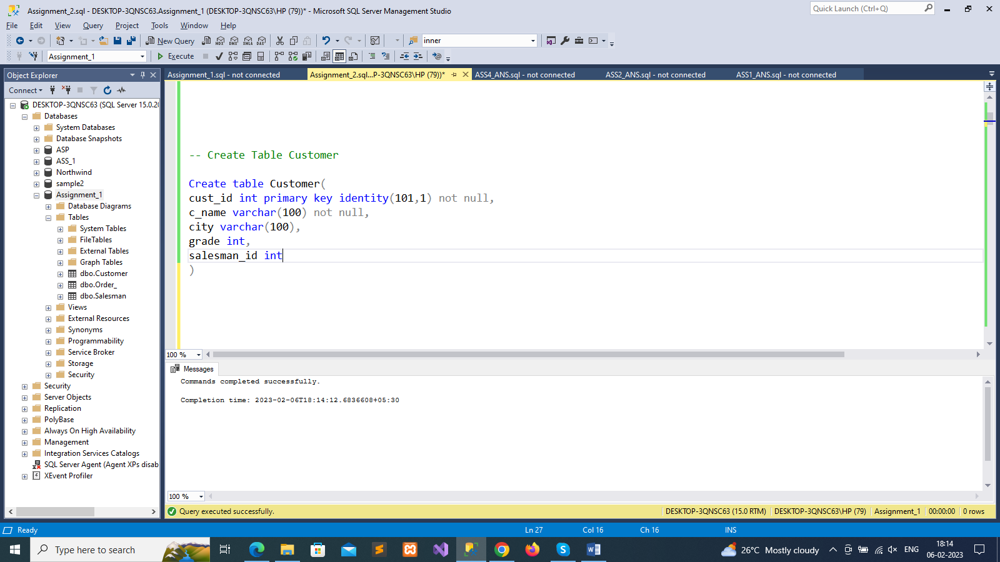 Assignment_2.sql - DESKTOP-3QNSC63.Assignment_1 (DESKTOP-3QNSC63\HP (79))* - Microsoft SQL Server Management Studio
Quick Launch (Ctrl+Q)
File Edit View Query Project Tools Window Help
New Query
MDX DMX XMLA DAX
inner
Assignment_1
Execute
Object Explorer
Assignment_1.sql - not connected
Assignment_2.sql...P-3QNSC63\HP (79))*
ASS4_ANS.sql - not connected
ASS2_ANS.sql - not connected
ASS1_ANS.sql - not connected
Connect
DESKTOP-3QNSC63 (SQL Server 15.0.20
Databases
System Databases
Database Snapshots
ASP
ASS_1
Northwind
sample2
Assignment_1
Database Diagrams
Tables
System Tables
FileTables
External Tables
Graph Tables
dbo.Customer
dbo.Order_
dbo.Salesman
Views
External Resources
Synonyms
Programmability
Service Broker
Storage
Security
Security
Server Objects
Replication
PolyBase
Always On High Availability
Management
Integration Services Catalogs
SQL Server Agent (Agent XPs disab
XEvent Profiler
-- Create Table Customer
Create table Customer(
cust_id int primary key identity(101,1) not null,
c_name varchar(100) not null,
city varchar(100),
grade int,
salesman_id int
)
100 %
Messages
Commands completed successfully.
Completion time: 2023-02-06T18:14:12.6836608+05:30
100 %
Query executed successfully.
DESKTOP-3QNSC63 (15.0 RTM) DESKTOP-3QNSC63\HP (79) Assignment_1 00:00:00 0 rows
Ready
Ln 27 Col 16 Ch 16 INS
Type here to search
26°C Mostly cloudy
ENG
18:14
06-02-2023